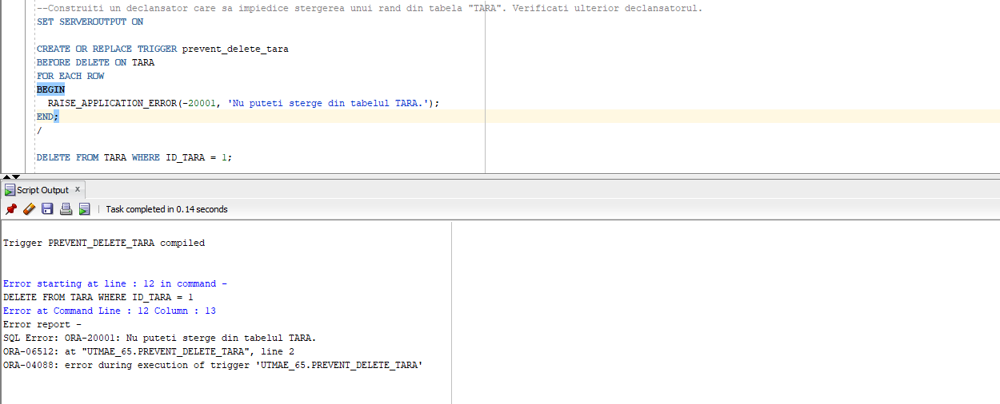 --Construiti un declansator care sa impiedice stergerea unui rand din tabela "TARA". Verificati ulterior declansatorul.
SET SERVEROUTPUT ON
CREATE OR REPLACE TRIGGER prevent_delete_tara
BEFORE DELETE ON TARA
FOR EACH ROW
BEGIN
  RAISE_APPLICATION_ERROR(-20001, 'Nu puteti sterge din tabelul TARA.');
END;
/
DELETE FROM TARA WHERE ID_TARA = 1;
Script Output x
Task completed in 0.14 seconds
Trigger PREVENT_DELETE_TARA compiled
Error starting at line : 12 in command -
DELETE FROM TARA WHERE ID_TARA = 1
Error at Command Line : 12 Column : 13
Error report -
SQL Error: ORA-20001: Nu puteti sterge din tabelul TARA.
ORA-06512: at "UTMAE_65.PREVENT_DELETE_TARA", line 2
ORA-04088: error during execution of trigger 'UTMAE_65.PREVENT_DELETE_TARA'